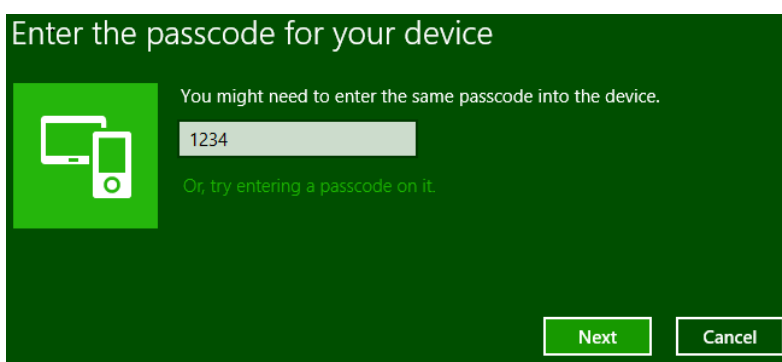 Enter the passcode for your device
You might need to enter the same passcode into the device.
1234
Or, try entering a passcode on it.
Next Cancel